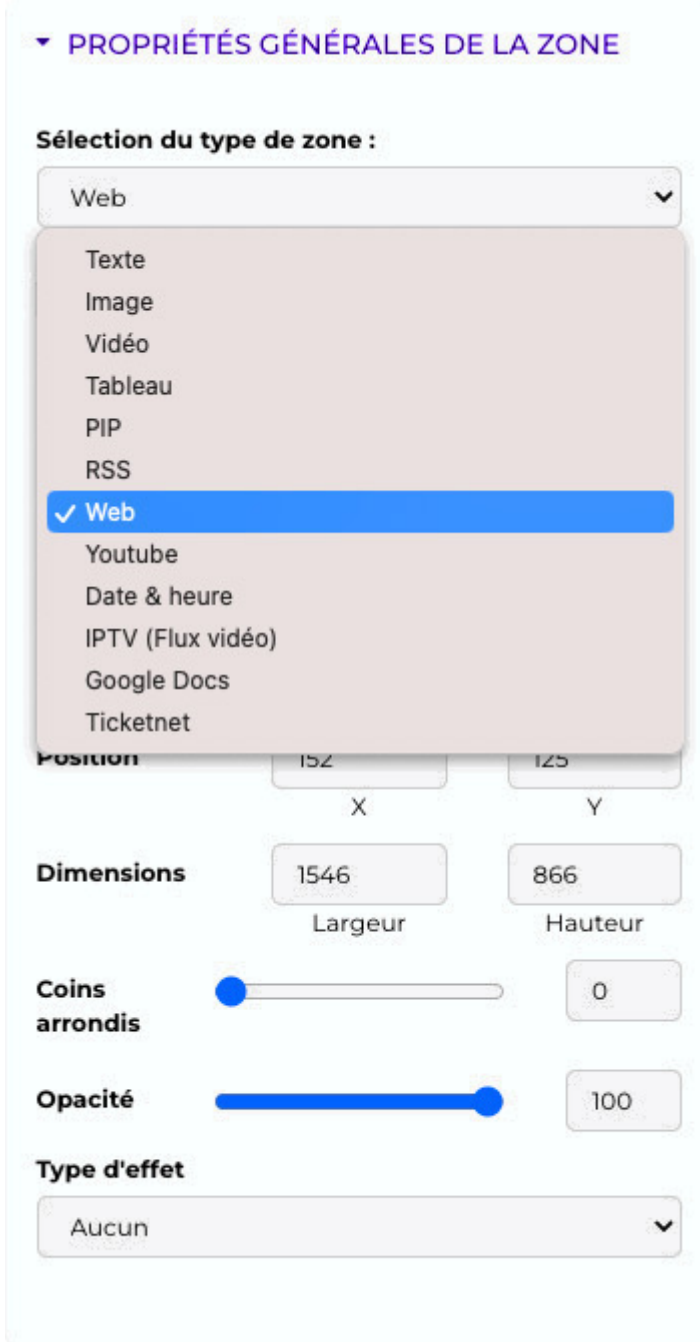 PROPRIÉTÉS GÉNÉRALES DE LA ZONE
Sélection du type de zone :
Web
Texte
Image
Vidéo
Tableau
PIP
RSS
Web
Youtube
Date & heure
IPTV (Flux vidéo)
Google Docs
Ticketnet
Position 152 125
X Y
Dimensions 1546 866
Largeur Hauteur
Coins arrondis 0
Opacité 100
Type d'effet
Aucun